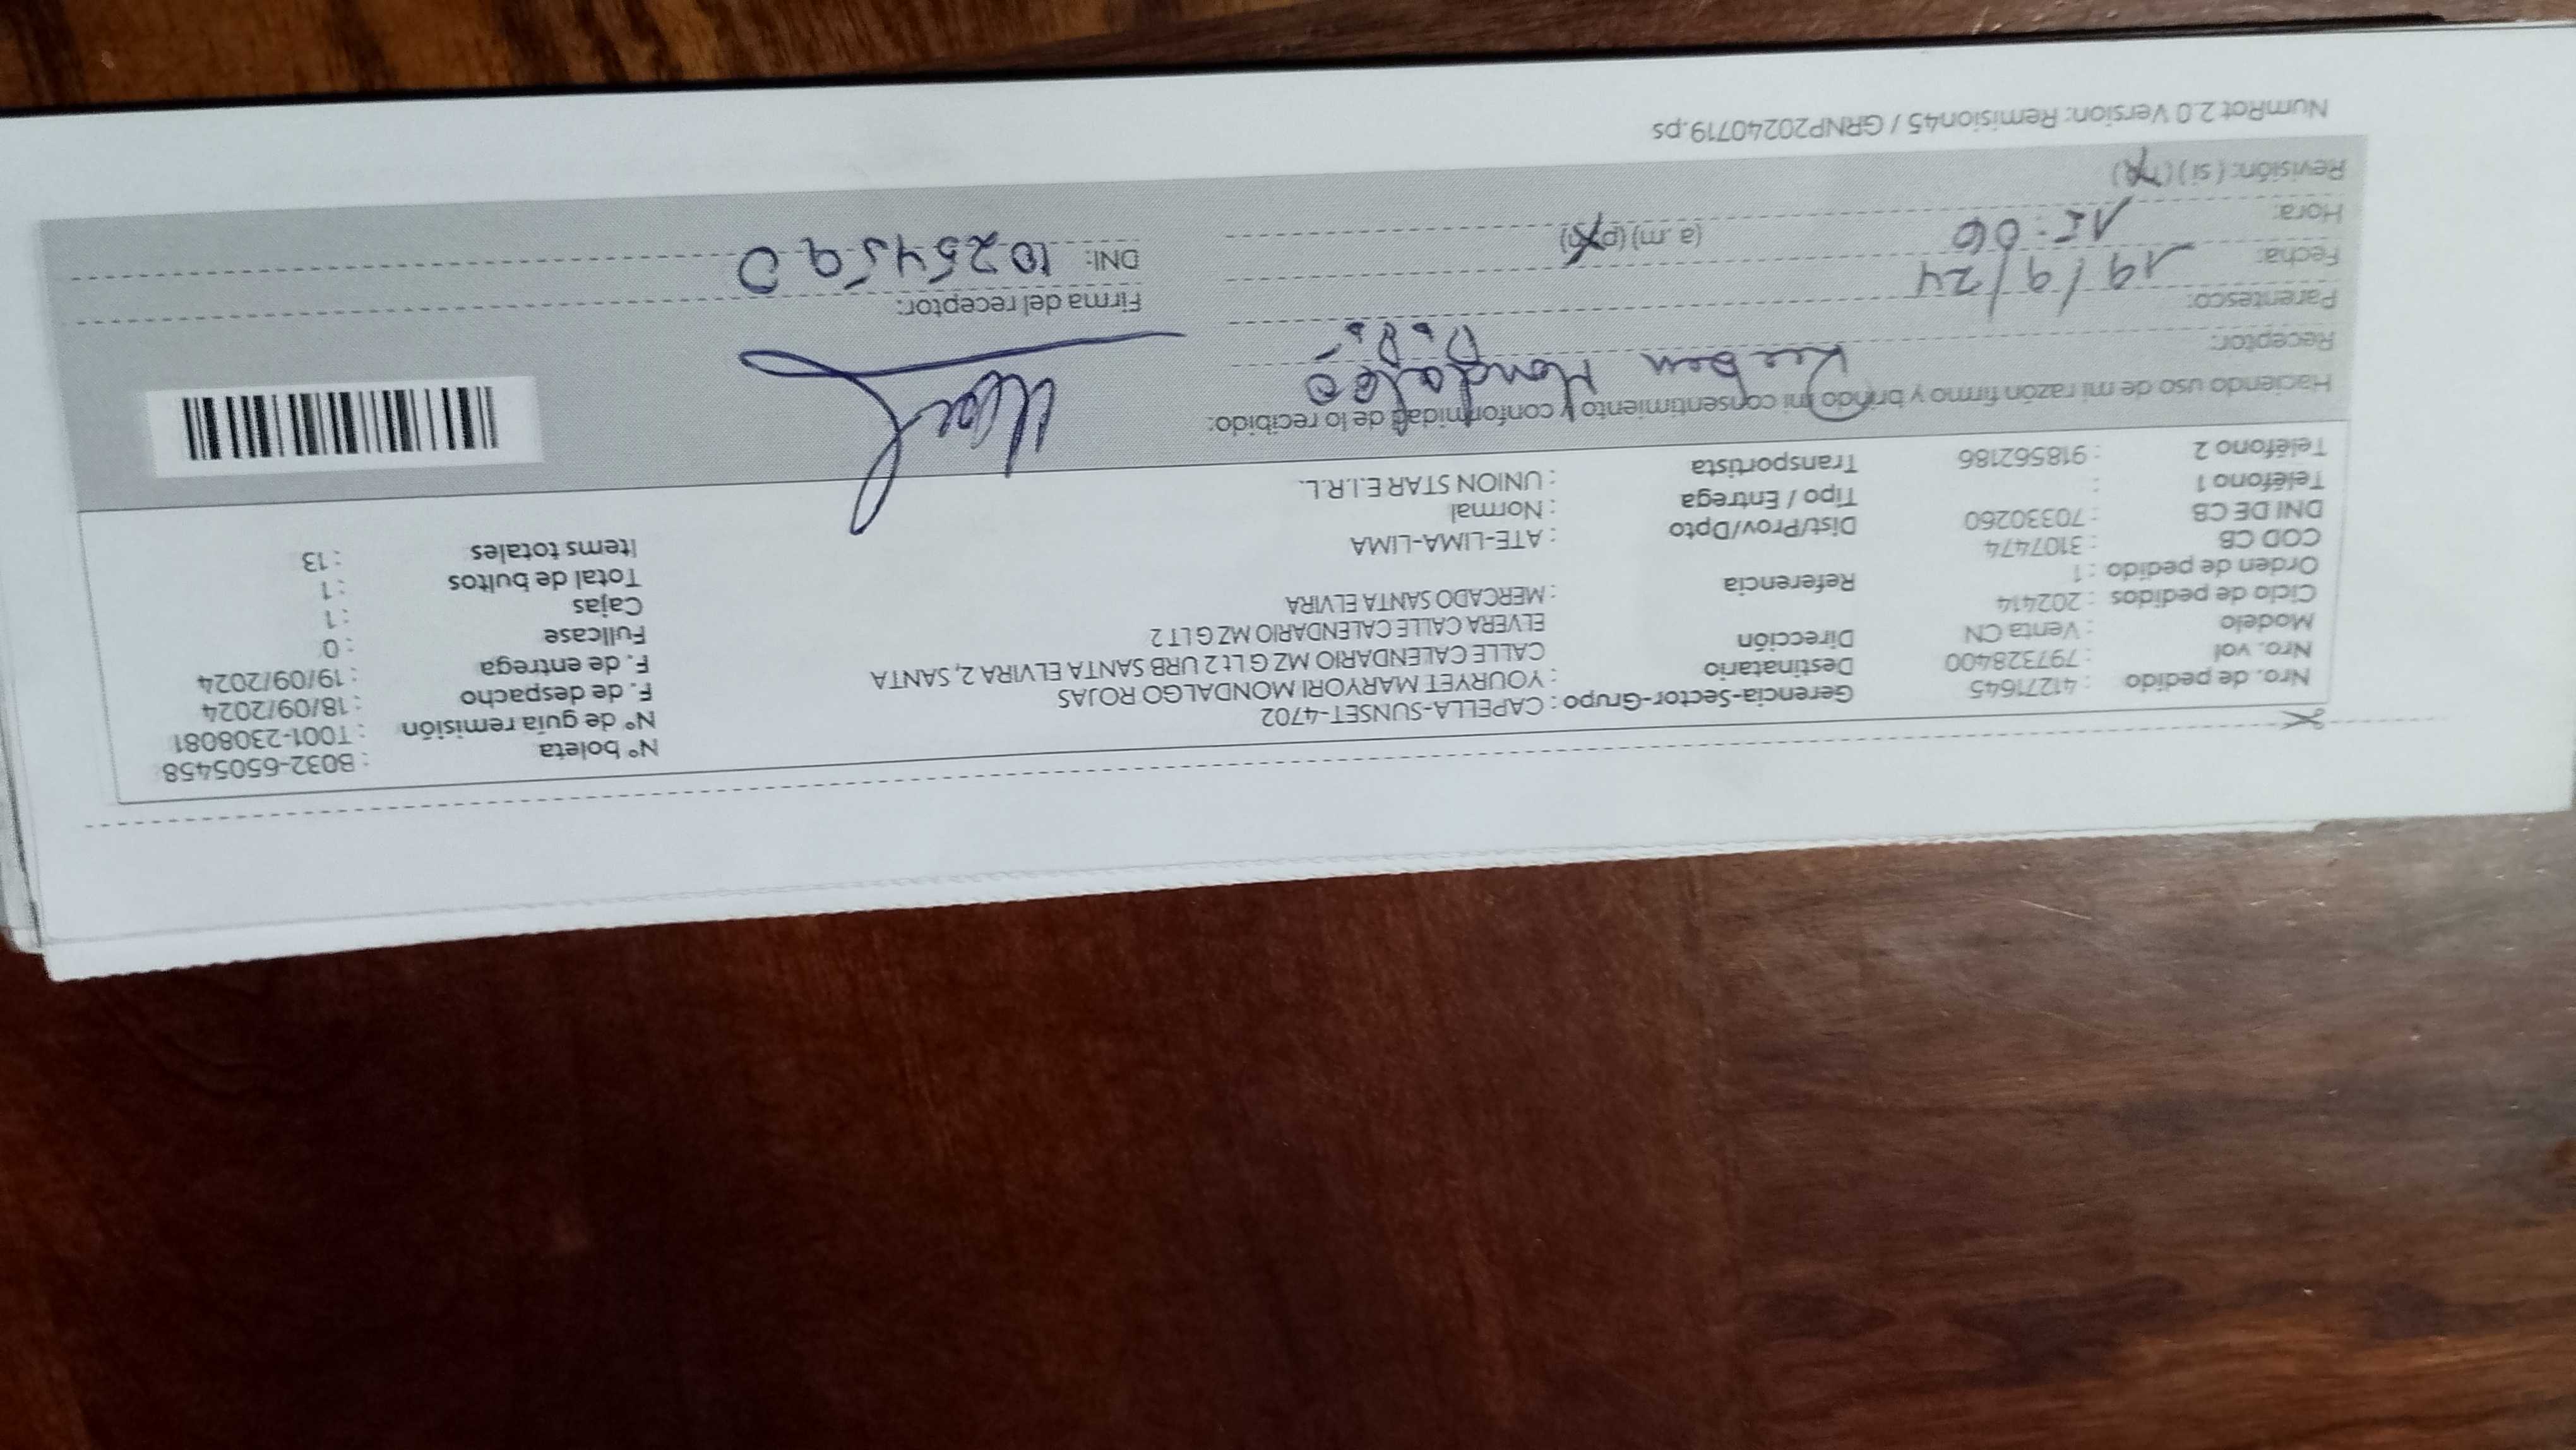 Nro. de pedido : 41271645 Gerencia-Sector-Grupo : CAPELLA-SUNSET-4702 N° boleta : B032-6505458
Nro. vol : 797328400 Destinatario : YOURYET MARYORI MONDALGO ROJAS N° de guía remisión : T001-2308081
Modelo : Venta CN Dirección CALLE CALENDARIO MZ G Lt 2 URB SANTA ELVIRA 2, SANTA F. de despacho : 18/09/2024
Ciclo de pedidos : 202414 ELVERA CALLE CALENDARIO MZ G LT 2 F. de entrega : 19/09/2024
Orden de pedido : 1 Referencia : MERCADO SANTA ELVIRA Fullcase : 0
COD CB : 3107474 Cajas : 1
DNI DE CB : 70330260 Dist/Prov/Dpto : ATE-LIMA-LIMA Total de bultos : 1
Teléfono 1 : Tipo / Entrega : Normal Items totales : 13
Teléfono 2 : 918562186 Transportista : UNION STAR E.I.R.L.
Haciendo uso de mi razón firmo y brindo mi consentimiento y conformidad de lo recibido:
Receptor: Mondalgo
Parentesco: Firma del receptor:
Fecha: 19/9/24 DNI: 10254590
Hora: (a .m) (p.m)
Revisión: ( si )
NumRot 2.0 Version: Remision45 / GRNP20240719.ps